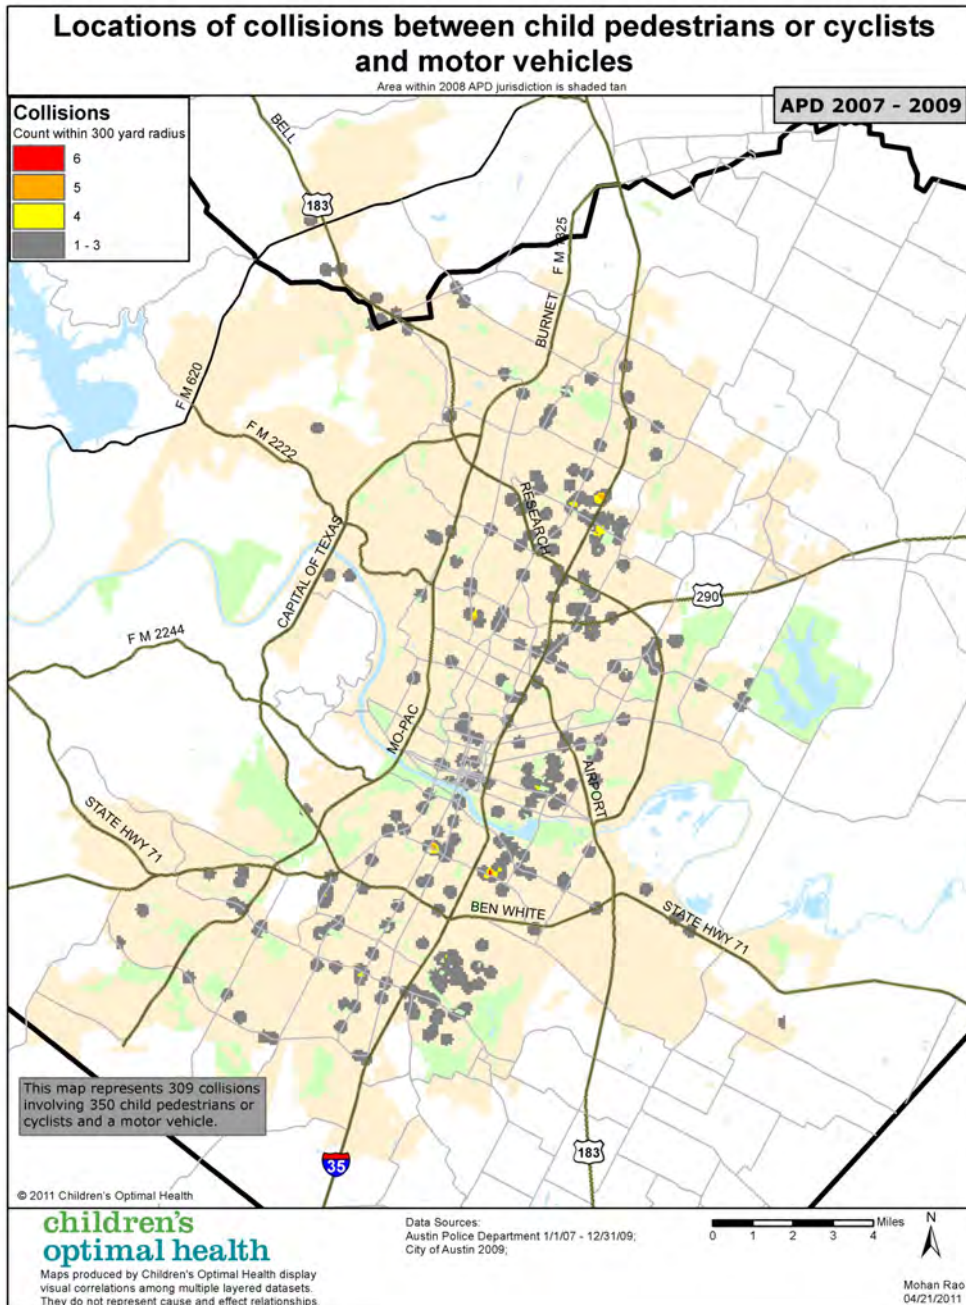 Locations of collisions between child pedestrians or cyclists
and motor vehicles
Area within 2008 APD jurisdiction is shaded tan
APD 2007 - 2009
Collisions
Count within 300 yard radius
6
5
4
1 - 3
BELL
183
F M 1325
BURNET
F M 620
F M 2222
RESEARCH
CAPITAL OF TEXAS
290
F M 2244
MO-PAC
AIRPORT
STATE HWY 71
BEN WHITE
STATE HWY 71
This map represents 309 collisions
involving 350 child pedestrians or
cyclists and a motor vehicle.
35
183
© 2011 Children's Optimal Health
children's
optimal health
Maps produced by Children's Optimal Health display
visual correlations among multiple layered datasets.
They do not represent cause and effect relationships.
Data Sources:
Austin Police Department 1/1/07 - 12/31/09;
City of Austin 2009;
Miles
0 1 2 3 4
N
Mohan Rao
04/21/2011